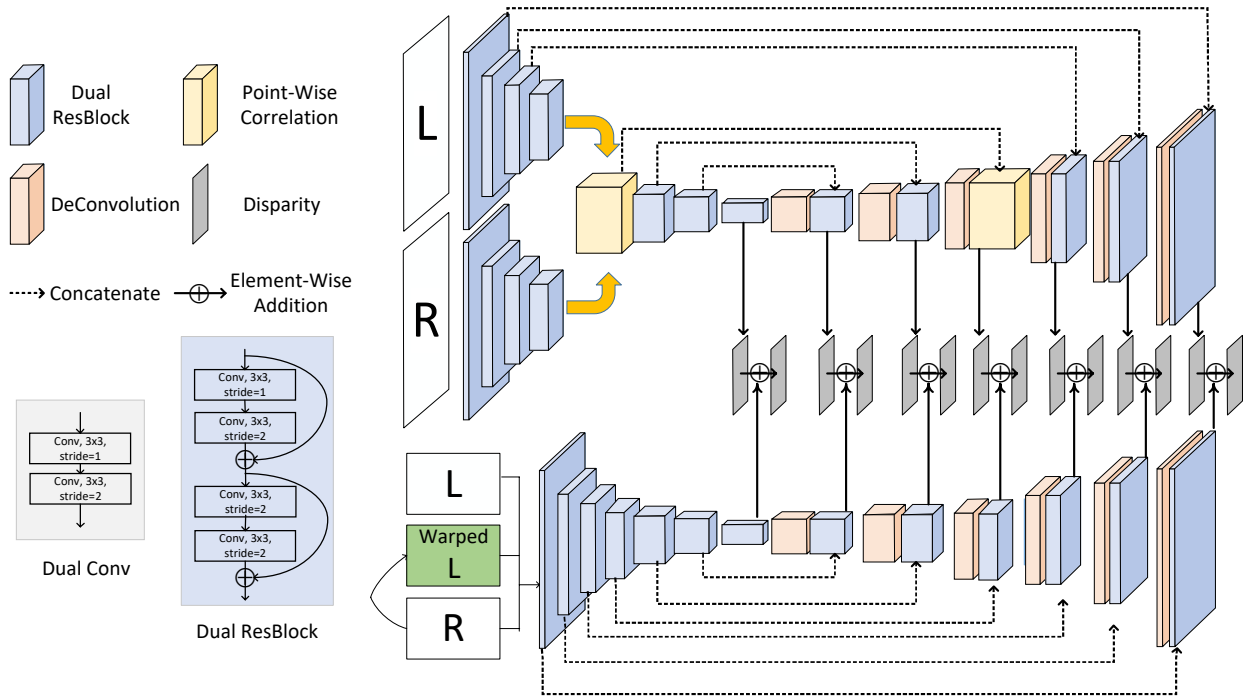 Dual
ResBlock
Point-Wise
Correlation
DeConvolution
Disparity
Concatenate
Element-Wise
Addition
Conv, 3x3,
stride=1
Conv, 3x3,
stride=2
Dual Conv
Conv, 3x3,
stride=1
Conv, 3x3,
stride=2
Conv, 3x3,
stride=2
Conv, 3x3,
stride=2
Dual ResBlock
L
R
L
Warped
L
R